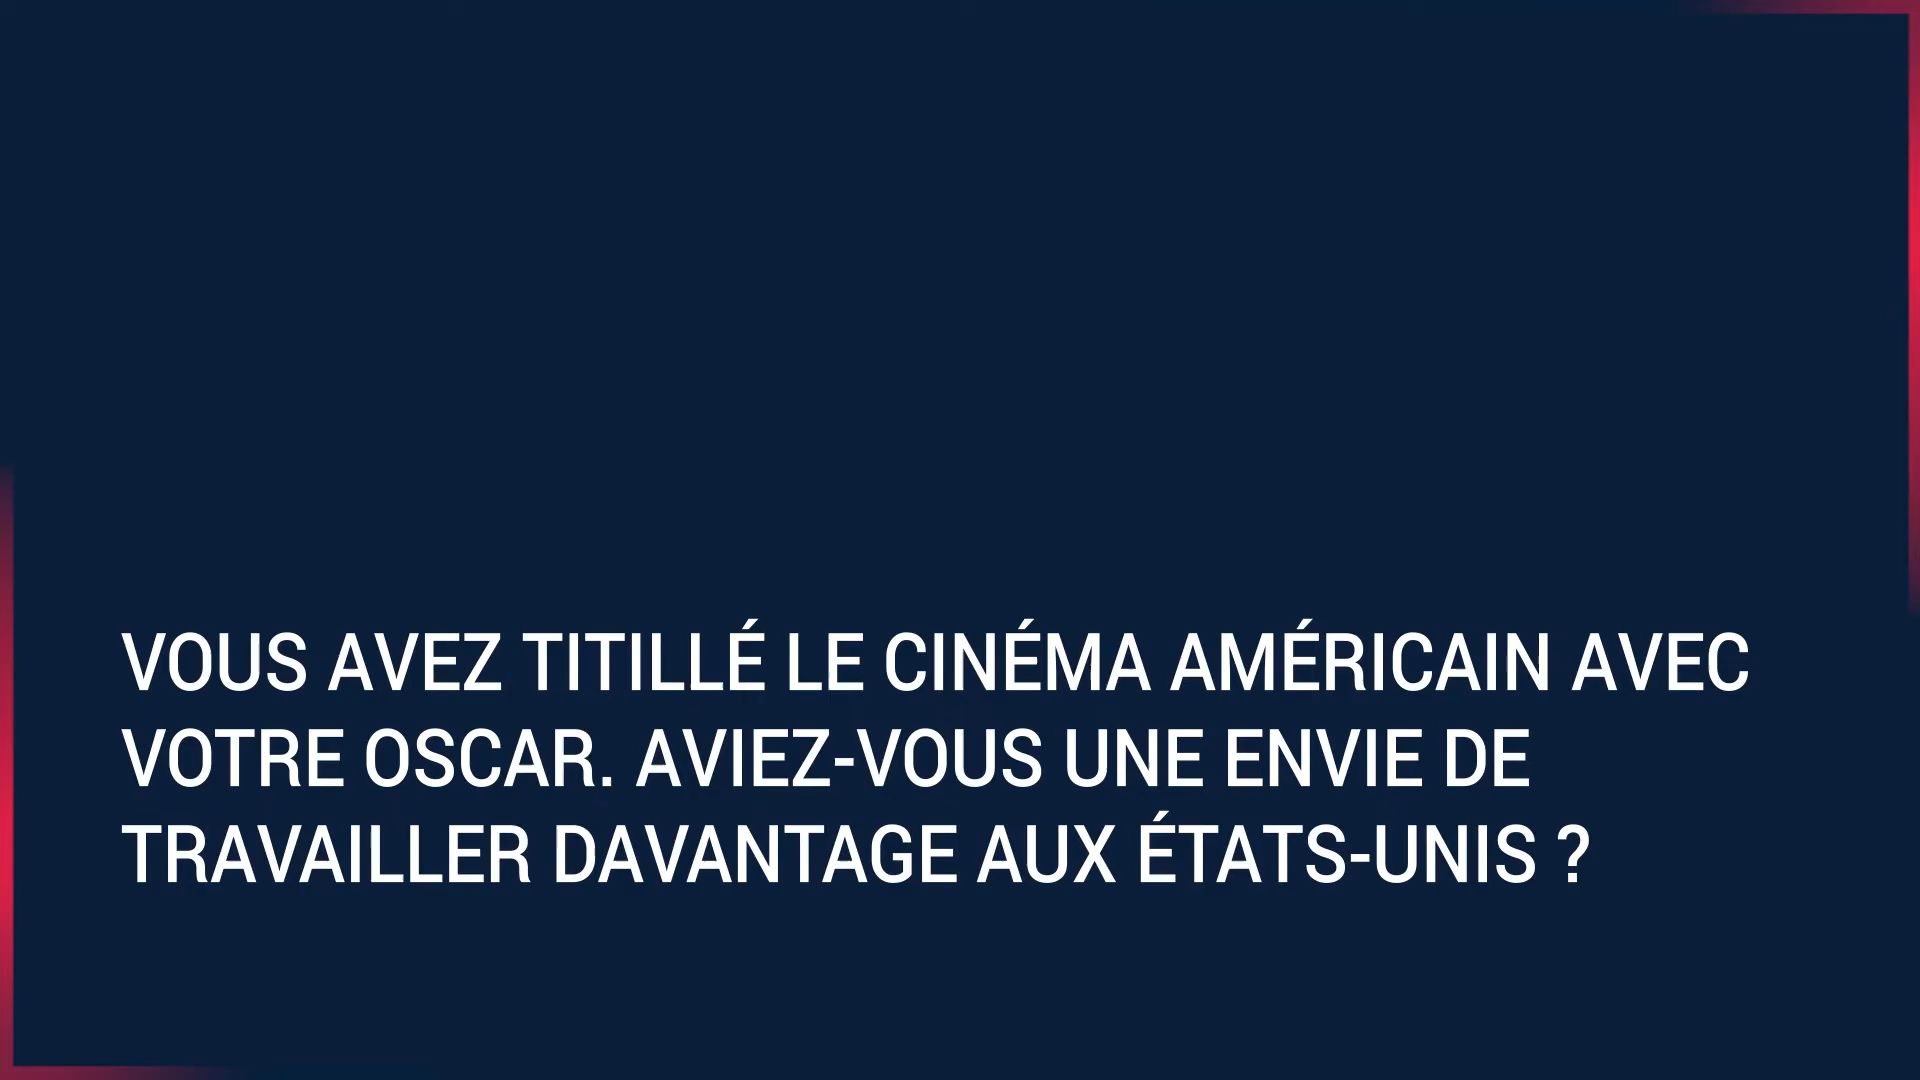 VOUS AVEZ TITILLÉ LE CINÉMA AMÉRICAIN AVEC
VOTRE OSCAR. AVIEZ-VOUS UNE ENVIE DE
TRAVAILLER DAVANTAGE AUX ÉTATS-UNIS ?